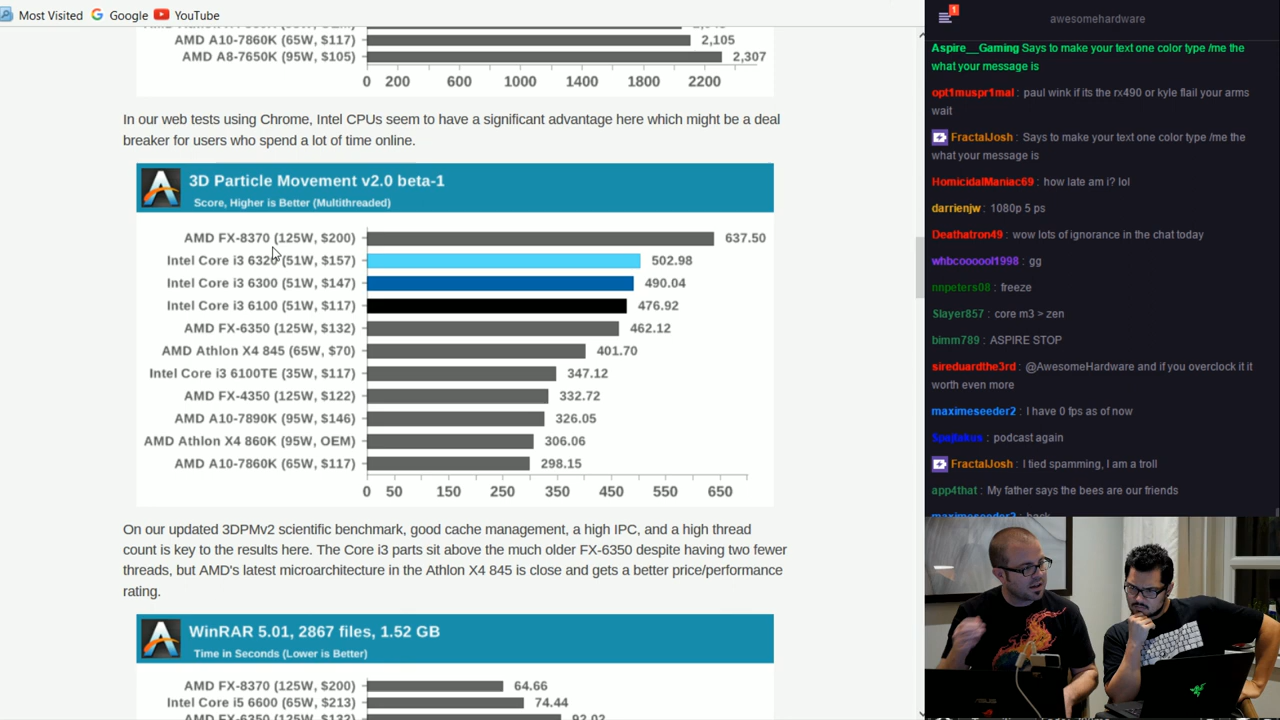 Most Visited
Google
YouTube
AMD A10-7860K (65W, $117) 2,105
AMD A8-7650K (95W, $105) 2,307
0 200 600 1000 1400 1800 2200
In our web tests using Chrome, Intel CPUs seem to have a significant advantage here which might be a deal
breaker for users who spend a lot of time online.
3D Particle Movement v2.0 beta-1
Score, Higher is Better (Multithreaded)
AMD FX-8370 (125W, $200) 637.50
Intel Core i3 6320 (51W, $157) 502.98
Intel Core i3 6300 (51W, $147) 490.04
Intel Core i3 6100 (51W, $117) 476.92
AMD FX-6350 (125W, $132) 462.12
AMD Athlon X4 845 (65W, $70) 401.70
Intel Core i3 6100TE (35W, $117) 347.12
AMD FX-4350 (125W, $122) 332.72
AMD A10-7890K (95W, $146) 326.05
AMD Athlon X4 860K (95W, OEM) 306.06
AMD A10-7860K (65W, $117) 298.15
0 50 150 250 350 450 550 650
On our updated 3DPMv2 scientific benchmark, good cache management, a high IPC, and a high thread
count is key to the results here. The Core i3 parts sit above the much older FX-6350 despite having two fewer
threads, but AMD's latest microarchitecture in the Athlon X4 845 is close and gets a better price/performance
rating.
WinRAR 5.01, 2867 files, 1.52 GB
Time in Seconds (Lower is Better)
AMD FX-8370 (125W, $200) 64.66
Intel Core i5 6600 (65W, $213) 74.44
AMD FX-6350 (125W, $132) 92.02
1
awesomehardware
Aspire__Gaming Says to make your text one color type /me the
what your message is
opt1muspr1mal : paul wink if its the rx490 or kyle flail your arms
wait
FractalJosh : Says to make your text one color type /me the
what your message is
HomicidalManiac69 : how late am i? lol
darrienjw : 1080p 5 ps
Deathatron49 : wow lots of ignorance in the chat today
whbcoooool1998 : gg
nnpeters08 : freeze
Slayer857 : core m3 > zen
bimm789 : ASPIRE STOP
sireduardthe3rd : @AwesomeHardware and if you overclock it it
worth even more
maximeseeder2 : I have 0 fps as of now
Spajlakus : podcast again
FractalJosh : I tied spamming, I am a troll
app4that : My father says the bees are our friends
maximeseeder2 : back